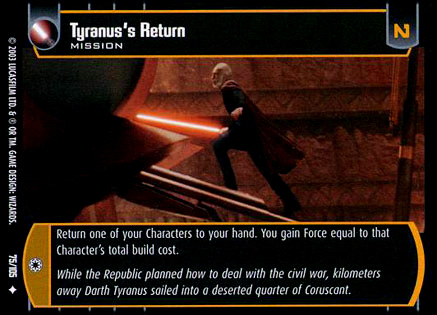 Tyranus's Return
N
MISSION
© 2003 LUCASFILM LTD. & ® OR TM. GAME DESIGN: WIZARDS.
75/105
Return one of your Characters to your hand. You gain Force equal to that
Character's total build cost.
While the Republic planned how to deal with the civil war, kilometers
away Darth Tyranus sailed into a deserted quarter of Coruscant.